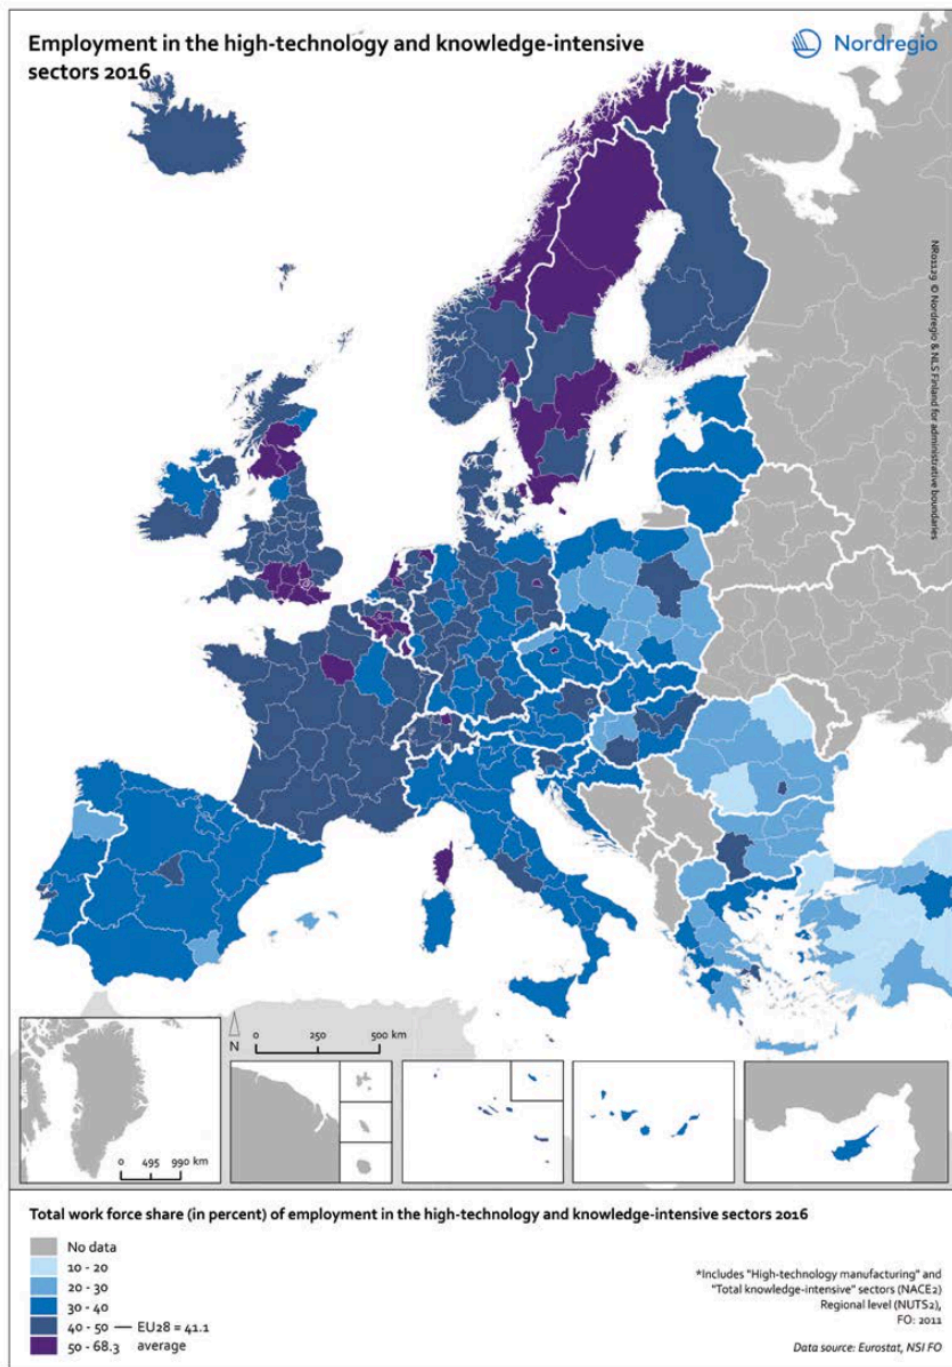 Employment in the high-technology and knowledge-intensive
sectors 2016
Nordregio
NR01129 © Nordregio & NLS Finland for administrative boundaries
N
0 250 500 km
0 495 990 km
Total work force share (in percent) of employment in the high-technology and knowledge-intensive sectors 2016
No data
10 - 20
20 - 30
30 - 40
40 - 50 — EU28 = 41.1
50 - 68.3 average
*Includes "High-technology manufacturing" and
"Total knowledge-intensive" sectors (NACE2)
Regional level (NUTS2),
FO: 2011
Data source: Eurostat, NSI FO